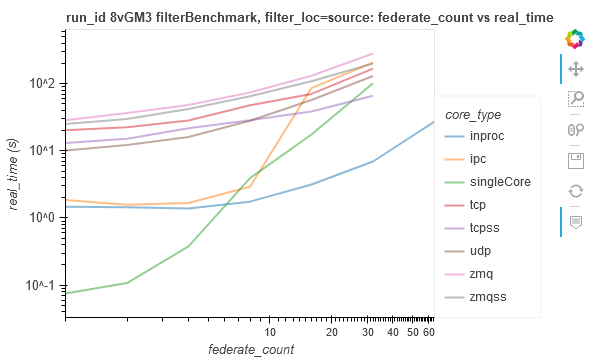 run_id 8vGM3 filterBenchmark, filter_loc=source: federate_count vs real_time
real_time (s)
10^2
10^1
10^0
10^-1
10
20
30
40
50
60
federate_count
core_type
inproc
ipc
singleCore
tcp
tcpss
udp
zmq
zmqss